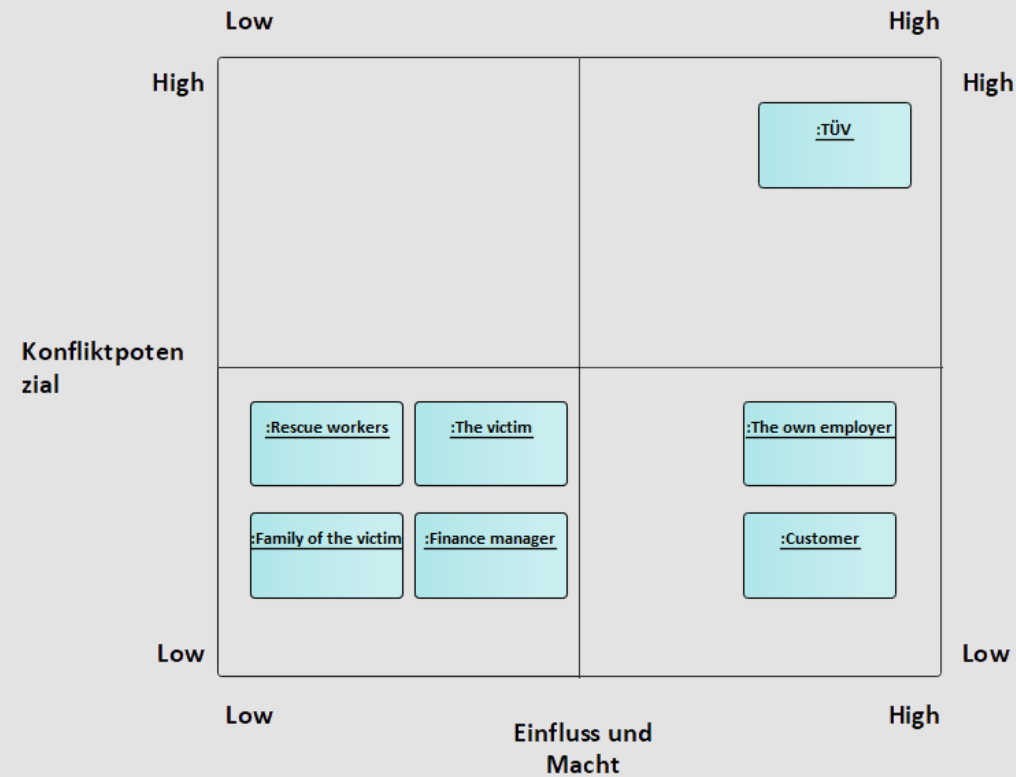 Low High
High High
:TÜV
Konfliktpoten
zial
:Rescue workers :The victim :The own employer
:Family of the victim :Finance manager :Customer
Low Low
Low High
Einfluss und
Macht